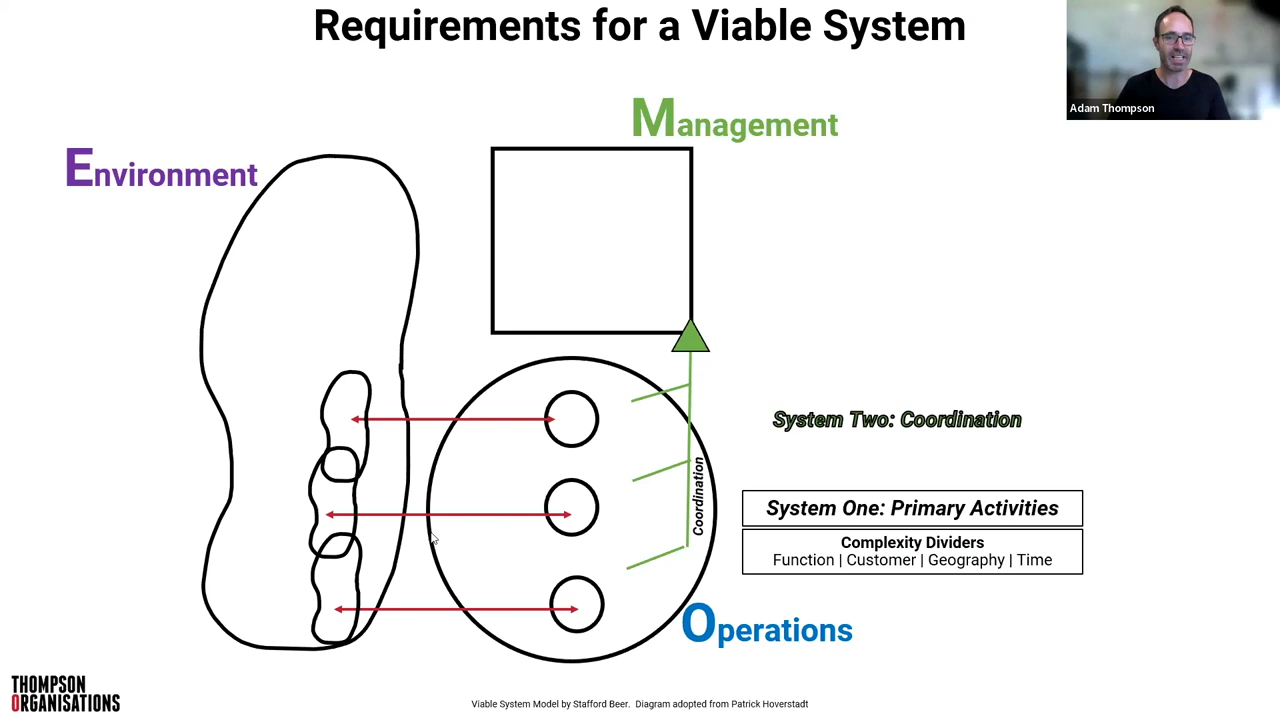 Requirements for a Viable System
Adam Thompson
Management
Environment
System Two: Coordination
Coordination
System One: Primary Activities
Complexity Dividers
Function | Customer | Geography | Time
Operations
THOMPSON
ORGANISATIONS
Viable System Model by Stafford Beer. Diagram adopted from Patrick Hoverstadt